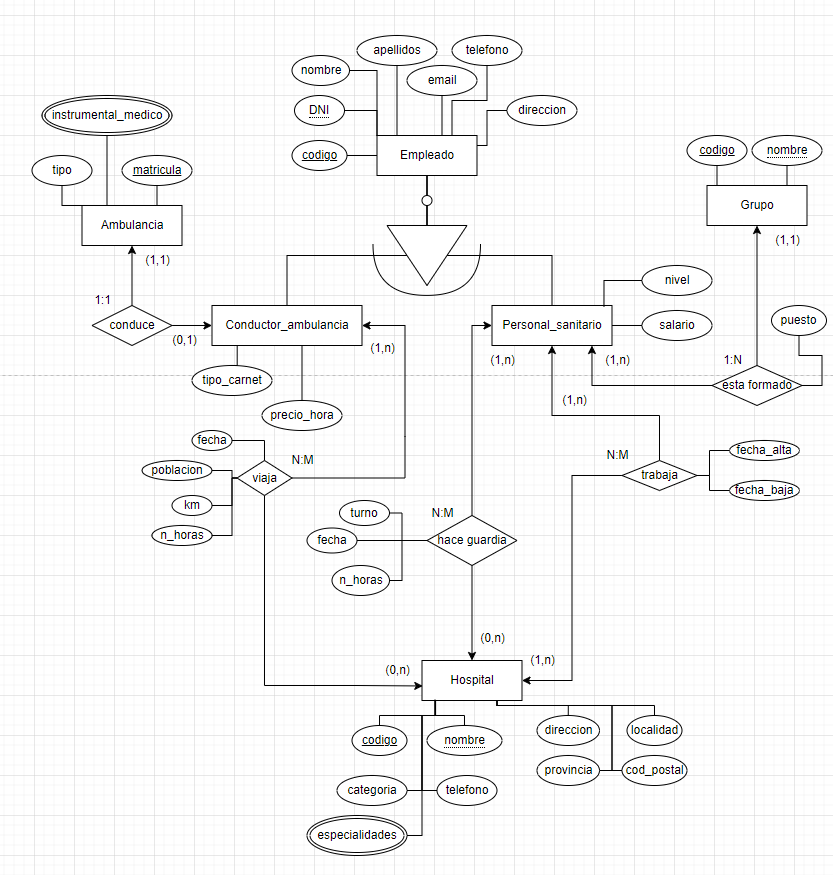 apellidos
telefono
nombre
email
instrumental_medico
DNI
direccion
codigo
Empleado
codigo
nombre
tipo
matricula
Grupo
Ambulancia
(1,1)
(1,1)
nivel
1:1
conduce
Conductor_ambulancia
Personal_sanitario
salario
puesto
(0,1)
(1,n)
(1,n)
(1,n)
1:N
tipo_carnet
esta formado
(1,n)
precio_hora
fecha
N:M
N:M
fecha_alta
poblacion
viaja
trabaja
km
fecha_baja
turno
N:M
n_horas
fecha
hace guardia
n_horas
(0,n)
(0,n)
(1,n)
Hospital
codigo
nombre
direccion
localidad
provincia
cod_postal
categoria
telefono
especialidades